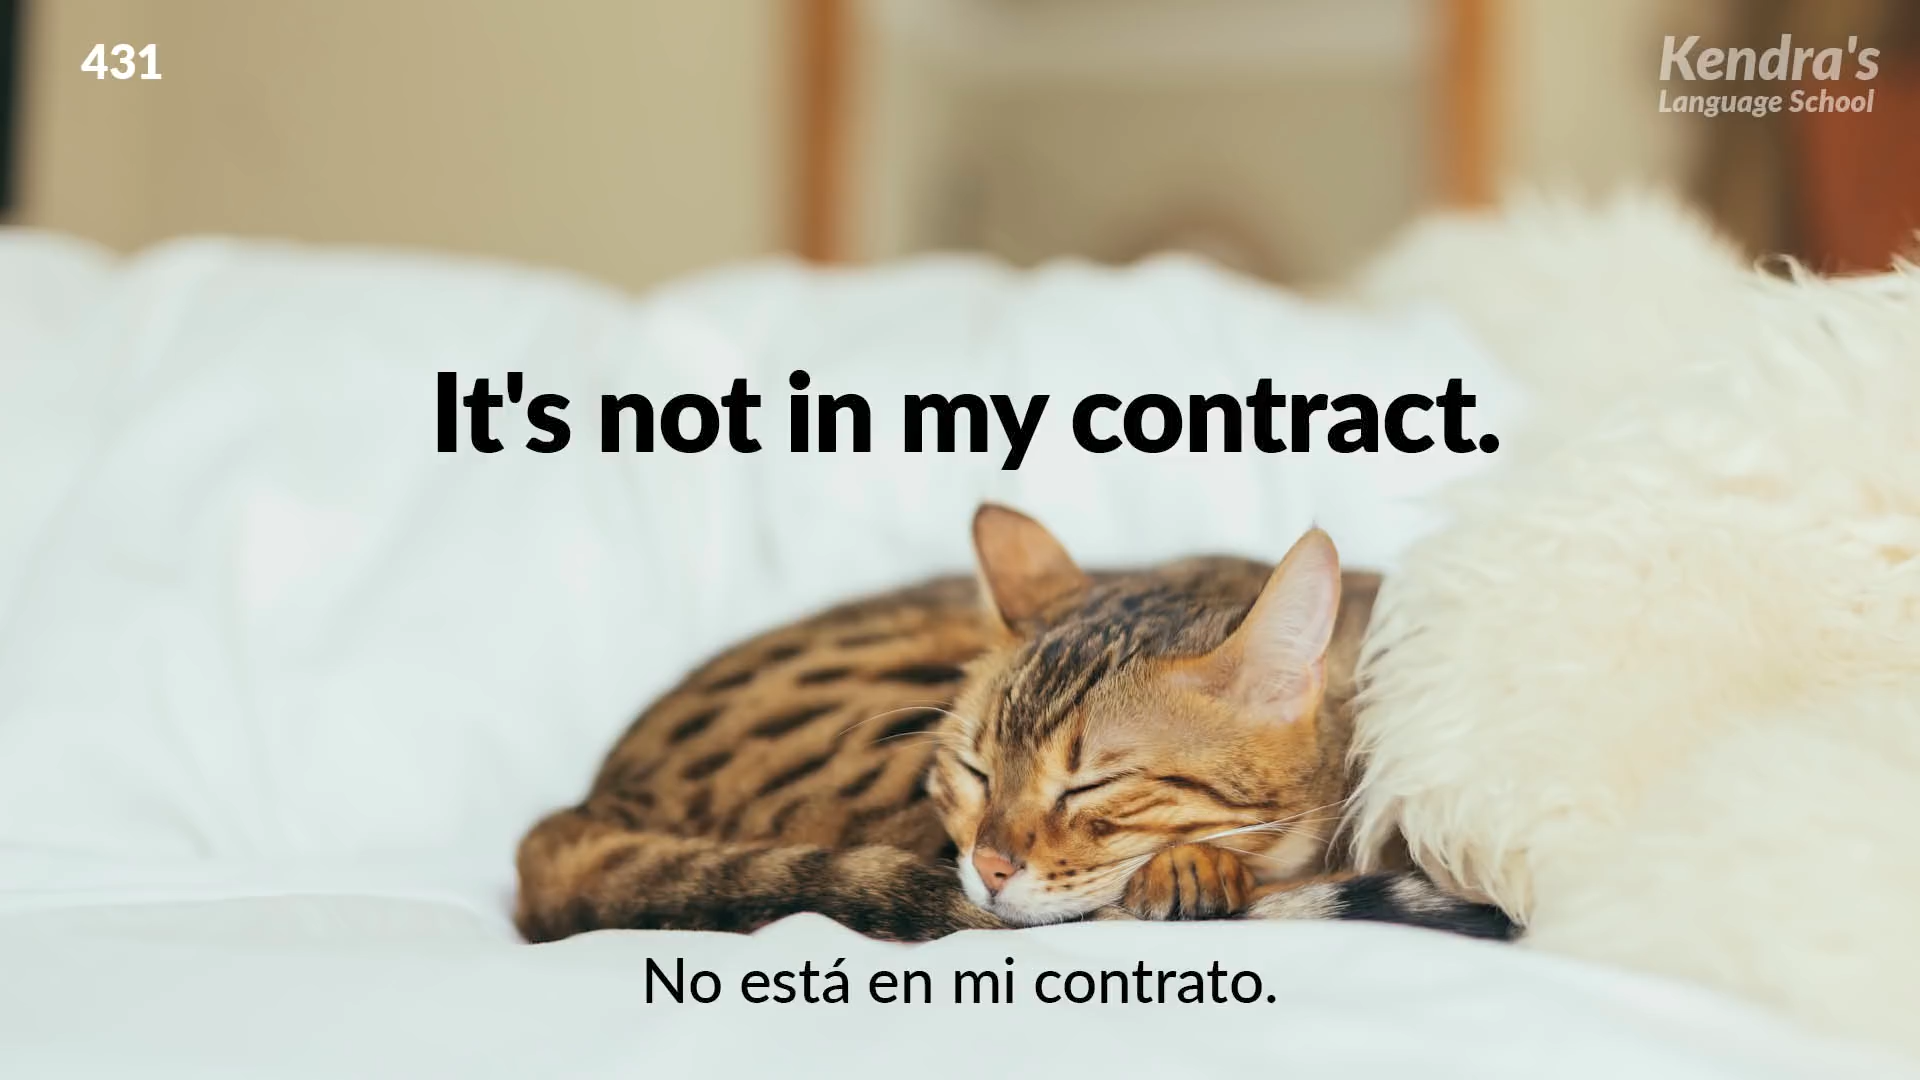 431
Kendra's
Language School
It's not in my contract.
No está en mi contrato.